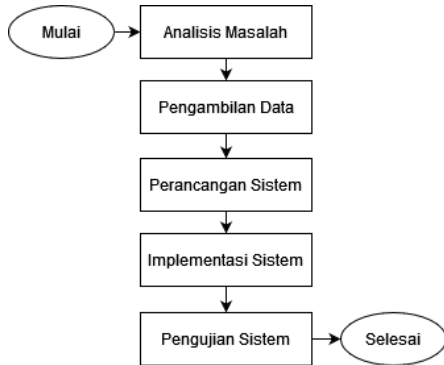 Mulai
Analisis Masalah
Pengambilan Data
Perancangan Sistem
Implementasi Sistem
Pengujian Sistem
Selesai